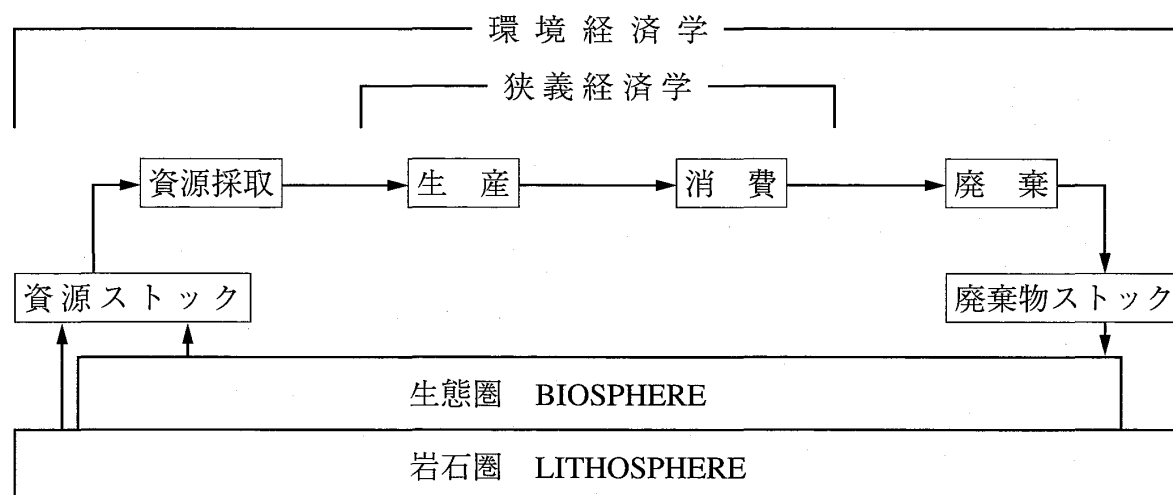 環境経済学
狭義経済学
資源採取
生産
消費
廃棄
資源ストック
廃棄物ストック
生態圏 BIOSPHERE
岩石圏 LITHOSPHERE